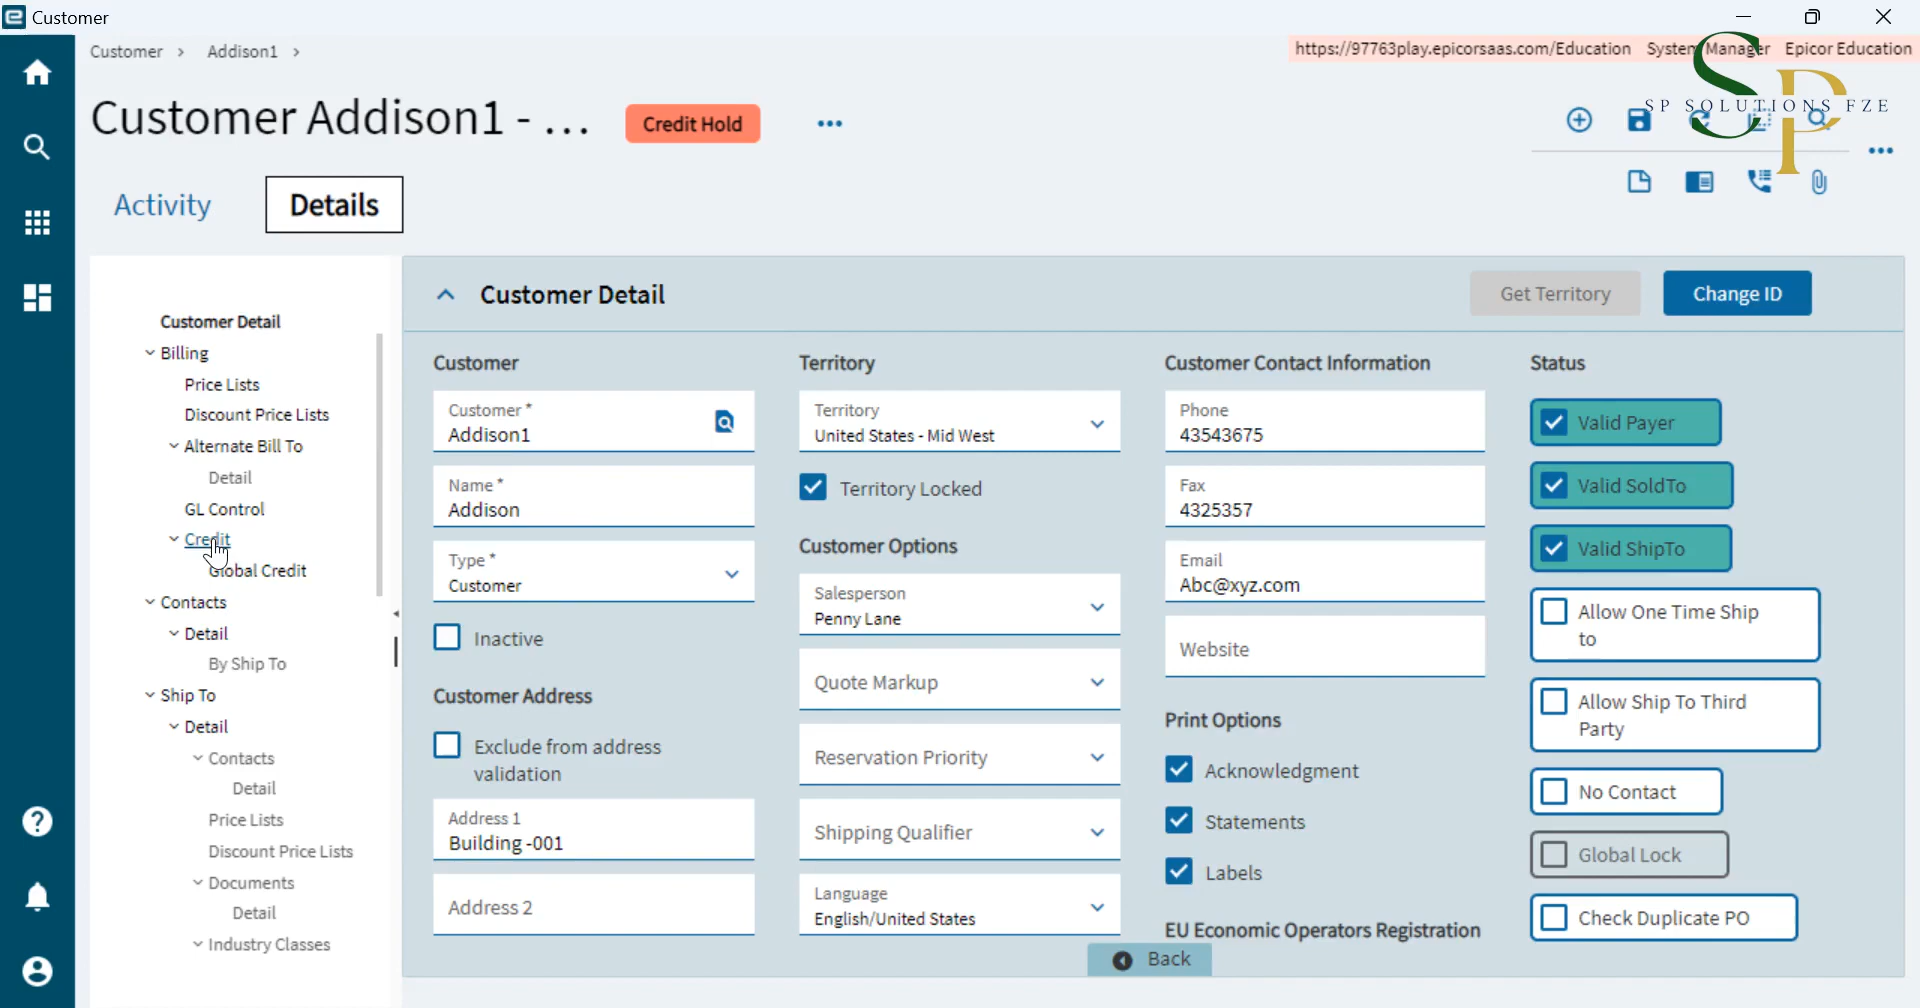 Customer
Customer > Addison1 >
https://97763play.epicorsaas.com/Education System Manager Epicor Education
SP SOLUTIONS FZE
Customer Addison1 - ...
Credit Hold
Activity
Details
Customer Detail
Billing
Price Lists
Discount Price Lists
Alternate Bill To
Detail
GL Control
Credit
Global Credit
Contacts
Detail
By Ship To
Ship To
Detail
Contacts
Detail
Price Lists
Discount Price Lists
Documents
Detail
Industry Classes
Customer Detail
Get Territory
Change ID
Customer
Customer *
Addison1
Name *
Addison
Type *
Customer
Inactive
Customer Address
Exclude from address
validation
Address 1
Building -001
Address 2
Territory
Territory
United States - Mid West
Territory Locked
Customer Options
Salesperson
Penny Lane
Quote Markup
Reservation Priority
Shipping Qualifier
Language
English/United States
Customer Contact Information
Phone
43543675
Fax
4325357
Email
Abc@xyz.com
Website
Print Options
Acknowledgment
Statements
Labels
EU Economic Operators Registration
Status
Valid Payer
Valid SoldTo
Valid ShipTo
Allow One Time Ship
to
Allow Ship To Third
Party
No Contact
Global Lock
Check Duplicate PO
Back